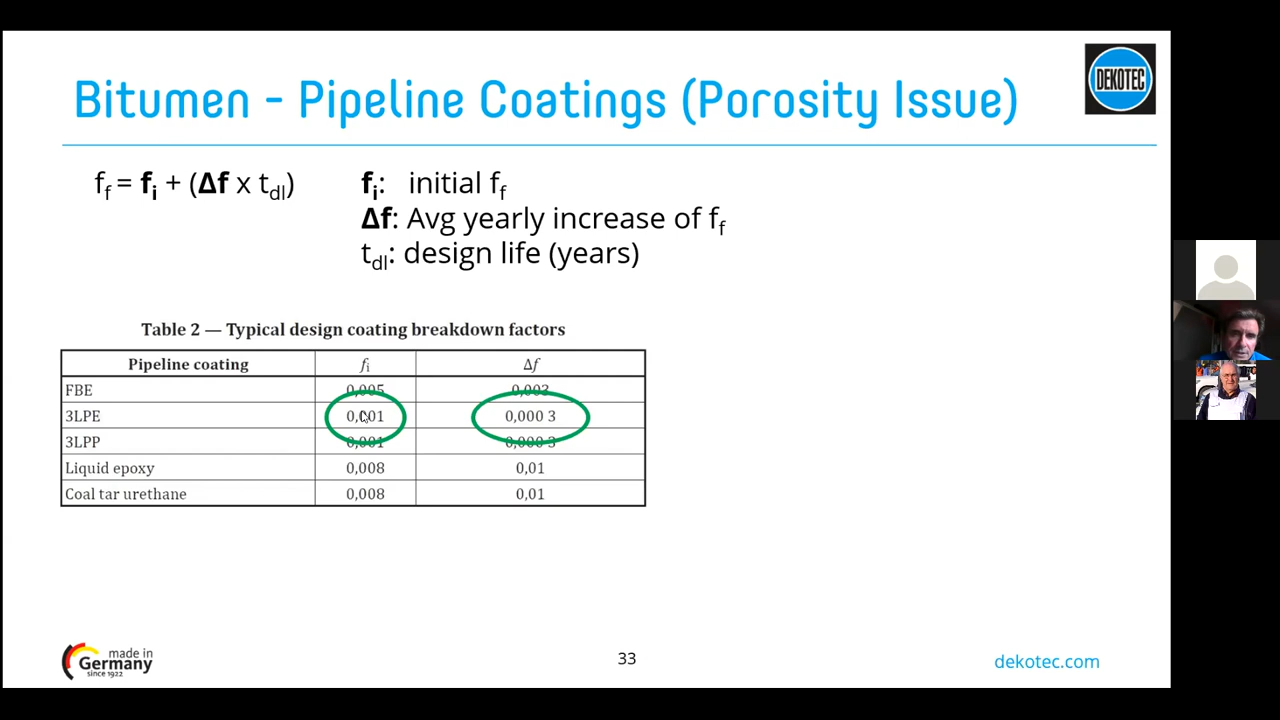 Bitumen - Pipeline Coatings (Porosity Issue)
DEKOTEC
f_f = f_i + (Δf x t_dl)
f_i: initial f_f
Δf: Avg yearly increase of f_f
t_dl: design life (years)
Table 2 — Typical design coating breakdown factors
Pipeline coating f_i Δf
FBE 0,005 0,003
3LPE 0,001 0,000 3
3LPP 0,001 0,000 3
Liquid epoxy 0,008 0,01
Coal tar urethane 0,008 0,01
made in
Germany
since 1922
33
dekotec.com